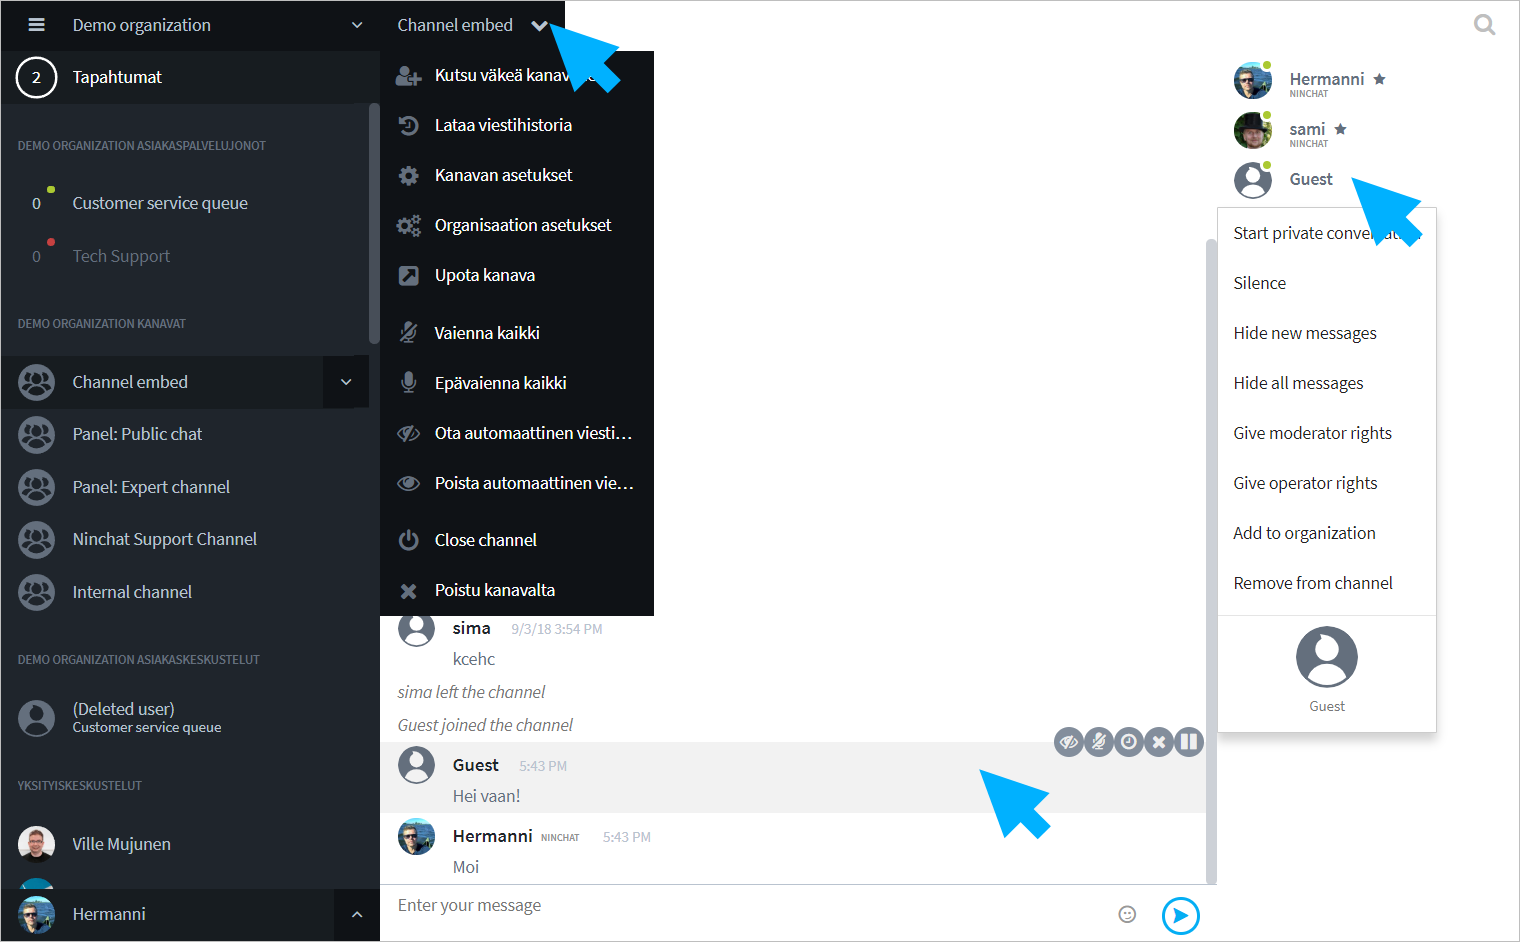 Demo organization
2 Tapahtumat
DEMO ORGANIZATION ASIAKASPALVELUJONOT
0 Customer service queue
0 Tech Support
DEMO ORGANIZATION KANAVAT
Channel embed
Panel: Public chat
Panel: Expert channel
Ninchat Support Channel
Internal channel
DEMO ORGANIZATION ASIAKASKESKUSTELUT
(Deleted user)
Customer service queue
YKSITYISKESKUSTELUT
Ville Mujunen
Hermanni
Channel embed
Kutsu väkeä
Lataa viestihistoria
Kanavan asetukset
Organisaation asetukset
Upota kanava
Vaienna kaikki
Epävaienna kaikki
Ota automaattinen viesti…
Poista automaattinen vie…
Close channel
Poistu kanavalta
sima 9/3/18 3:54 PM
kcehc
sima left the channel
Guest joined the channel
Guest 5:43 PM
Hei vaan!
Hermanni NINCHAT 5:43 PM
Moi
Enter your message
Hermanni
NINCHAT
sami
NINCHAT
Guest
Start private
Silence
Hide new messages
Hide all messages
Give moderator rights
Give operator rights
Add to organization
Remove from channel
Guest